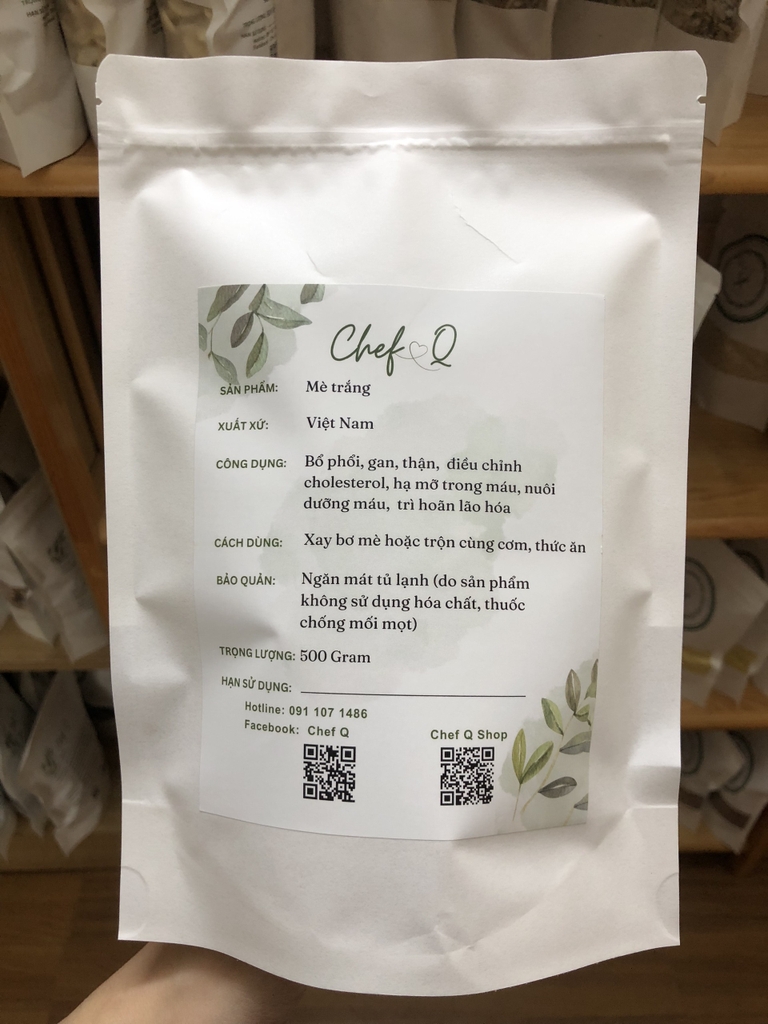 Chef Q
SẢN PHẨM: Mè trắng
XUẤT XỨ: Việt Nam
CÔNG DỤNG: Bổ phổi, gan, thận, điều chỉnh
cholesterol, hạ mỡ trong máu, nuôi
dưỡng máu, trì hoãn lão hóa
CÁCH DÙNG: Xay bơ mè hoặc trộn cùng cơm, thức ăn
BẢO QUẢN: Ngăn mát tủ lạnh (do sản phẩm
không sử dụng hóa chất, thuốc
chống mối mọt)
TRỌNG LƯỢNG: 500 Gram
HẠN SỬ DỤNG:
Hotline: 091 107 1486
Facebook: Chef Q
Chef Q Shop